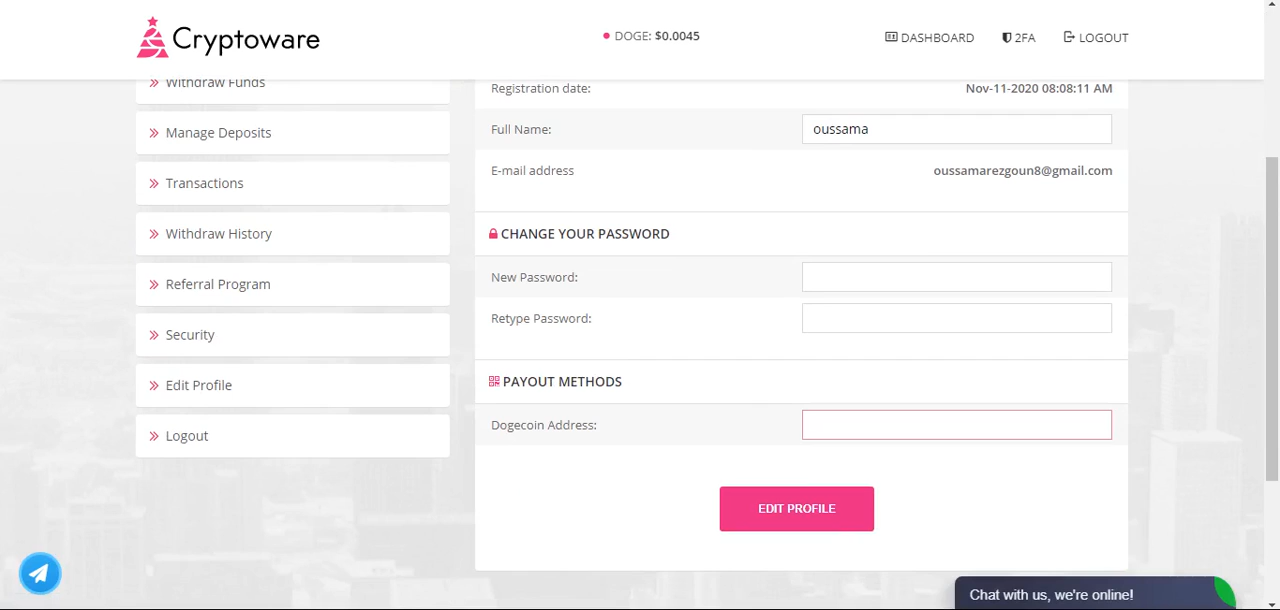 Cryptoware
DOGE: $0.0045
DASHBOARD
2FA
LOGOUT
Withdraw Funds
Manage Deposits
Transactions
Withdraw History
Referral Program
Security
Edit Profile
Logout
Registration date: Nov-11-2020 08:08:11 AM
Full Name: oussama
E-mail address oussamarezgoun8@gmail.com
CHANGE YOUR PASSWORD
New Password:
Retype Password:
PAYOUT METHODS
Dogecoin Address:
EDIT PROFILE
Chat with us, we're online!